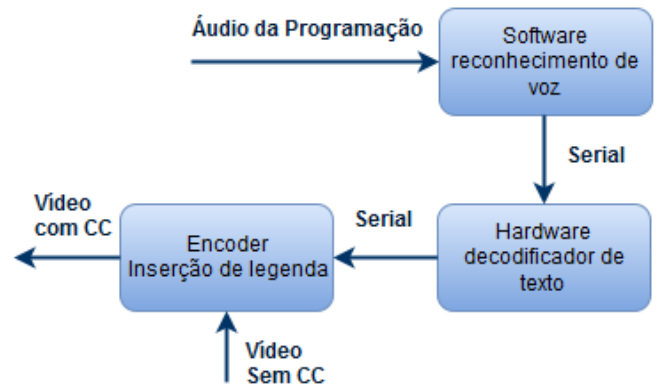 Áudio da Programação
Software
reconhecimento de
voz
Serial
Vídeo
com CC
Encoder
Inserção de legenda
Serial
Hardware
decodificador de
texto
Vídeo
Sem CC